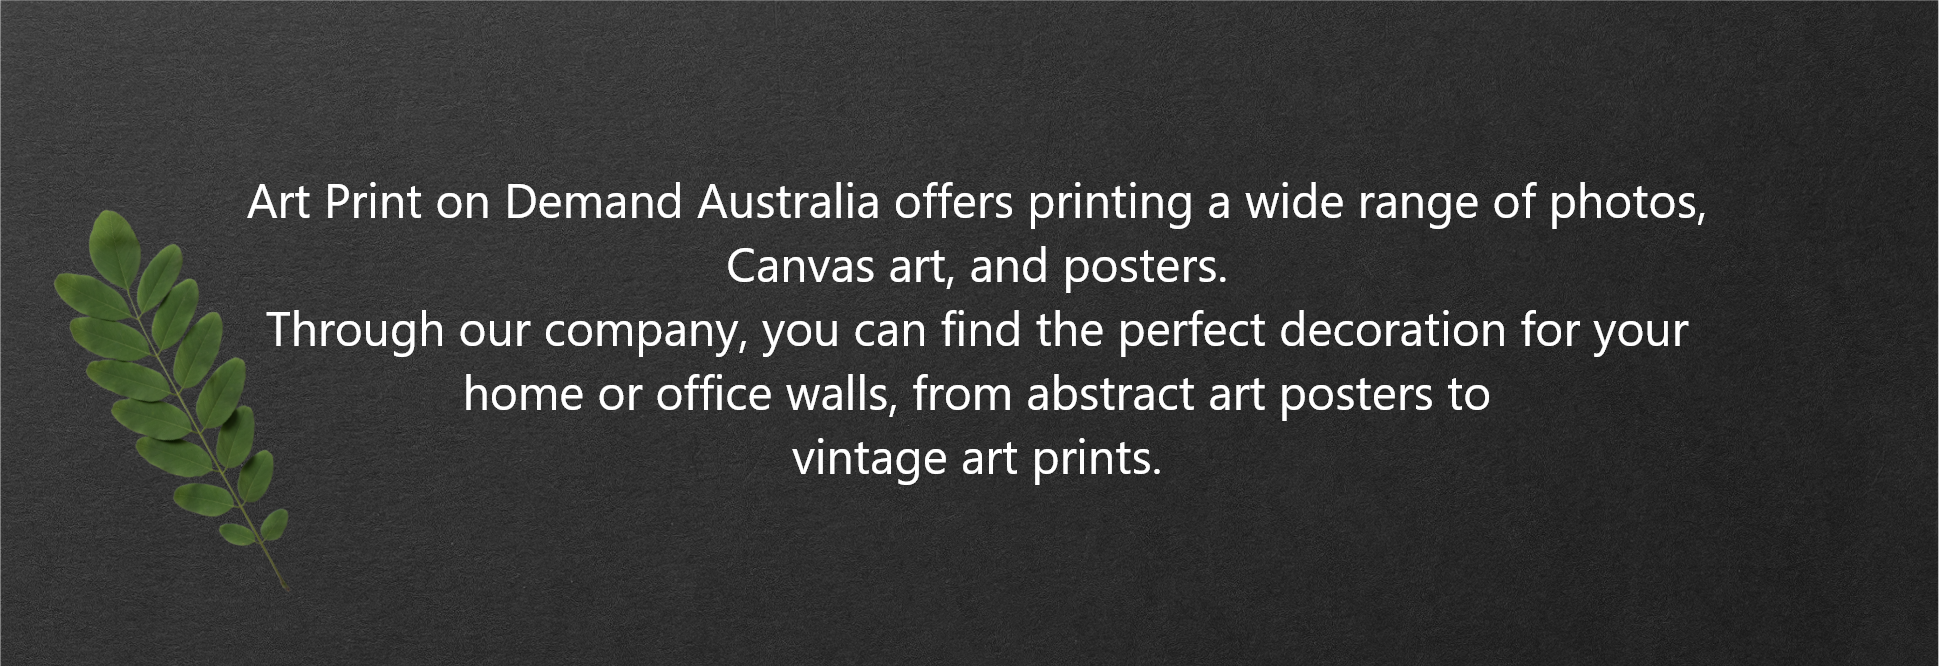 Art Print on Demand Australia offers printing a wide range of photos,
Canvas art, and posters.
Through our company, you can find the perfect decoration for your
home or office walls, from abstract art posters to
vintage art prints.